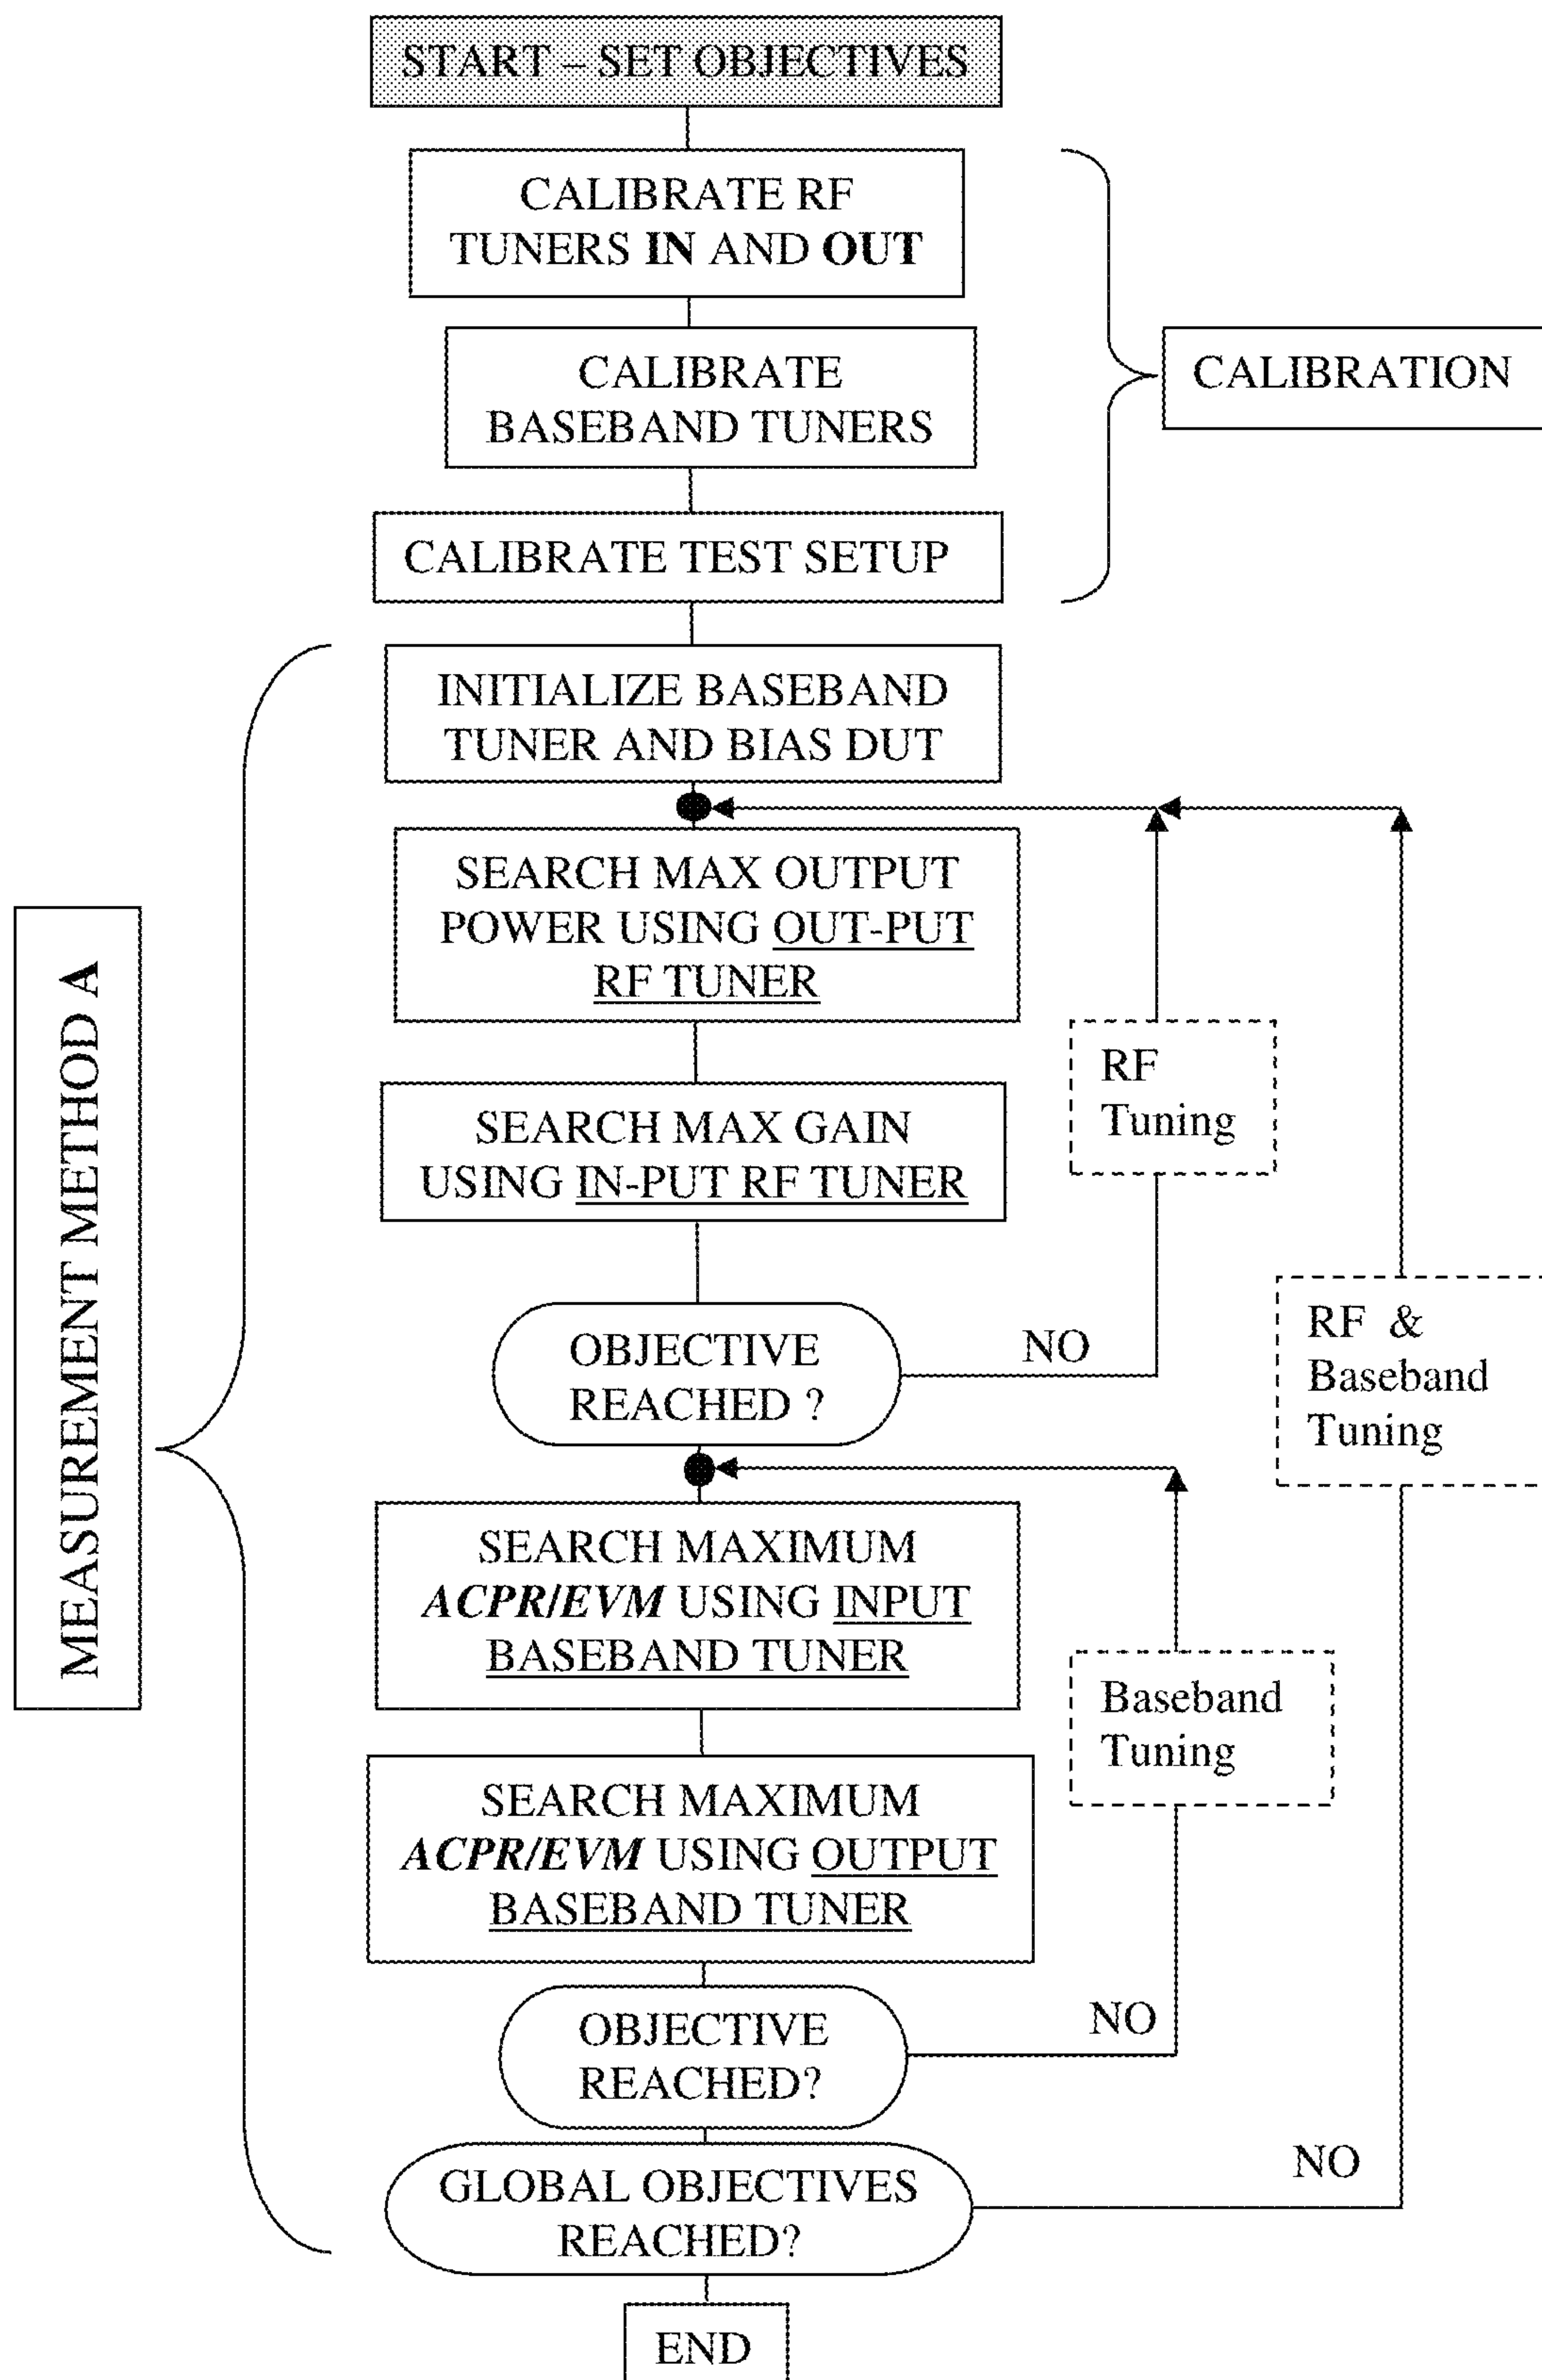 START – SET OBJECTIVES
CALIBRATE RF
TUNERS IN AND OUT
CALIBRATE
BASEBAND TUNERS
CALIBRATION
CALIBRATE TEST SETUP
MEASUREMENT METHOD A
INITIALIZE BASEBAND
TUNER AND BIAS DUT
SEARCH MAX OUTPUT
POWER USING OUT-PUT
RF TUNER
RF
Tuning
SEARCH MAX GAIN
USING IN-PUT RF TUNER
OBJECTIVE
REACHED ?
NO
RF &
Baseband
Tuning
SEARCH MAXIMUM
ACPR/EVM USING INPUT
BASEBAND TUNER
Baseband
Tuning
SEARCH MAXIMUM
ACPR/EVM USING OUTPUT
BASEBAND TUNER
OBJECTIVE
REACHED?
NO
GLOBAL OBJECTIVES
REACHED?
NO
END